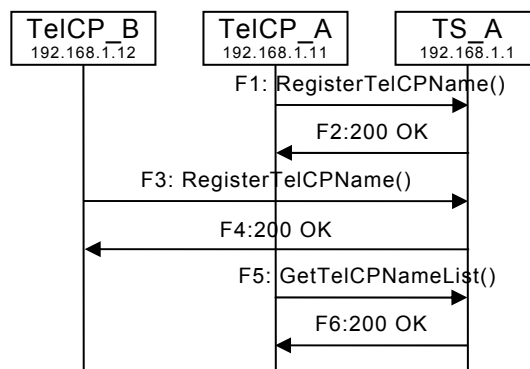 TelCP_B
192.168.1.12
TelCP_A
192.168.1.11
TS_A
192.168.1.1
F1: RegisterTelCPName()
F2:200 OK
F3: RegisterTelCPName()
F4:200 OK
F5: GetTelCPNameList()
F6:200 OK